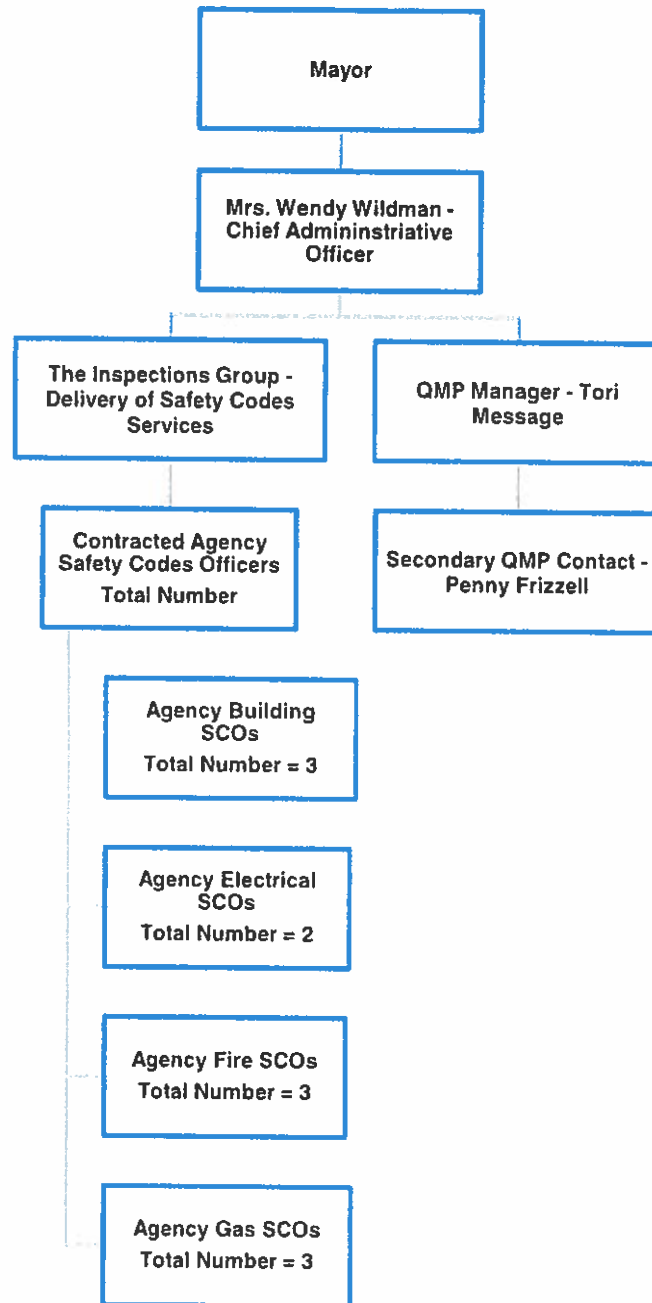 Mayor
Mrs. Wendy Wildman -
Chief Admininstriative
Officer
The Inspections Group -
Delivery of Safety Codes
Services
QMP Manager - Tori
Message
Contracted Agency
Safety Codes Officers
Total Number
Secondary QMP Contact -
Penny Frizzell
Agency Building
SCOs
Total Number = 3
Agency Electrical
SCOs
Total Number = 2
Agency Fire SCOs
Total Number = 3
Agency Gas SCOs
Total Number = 3